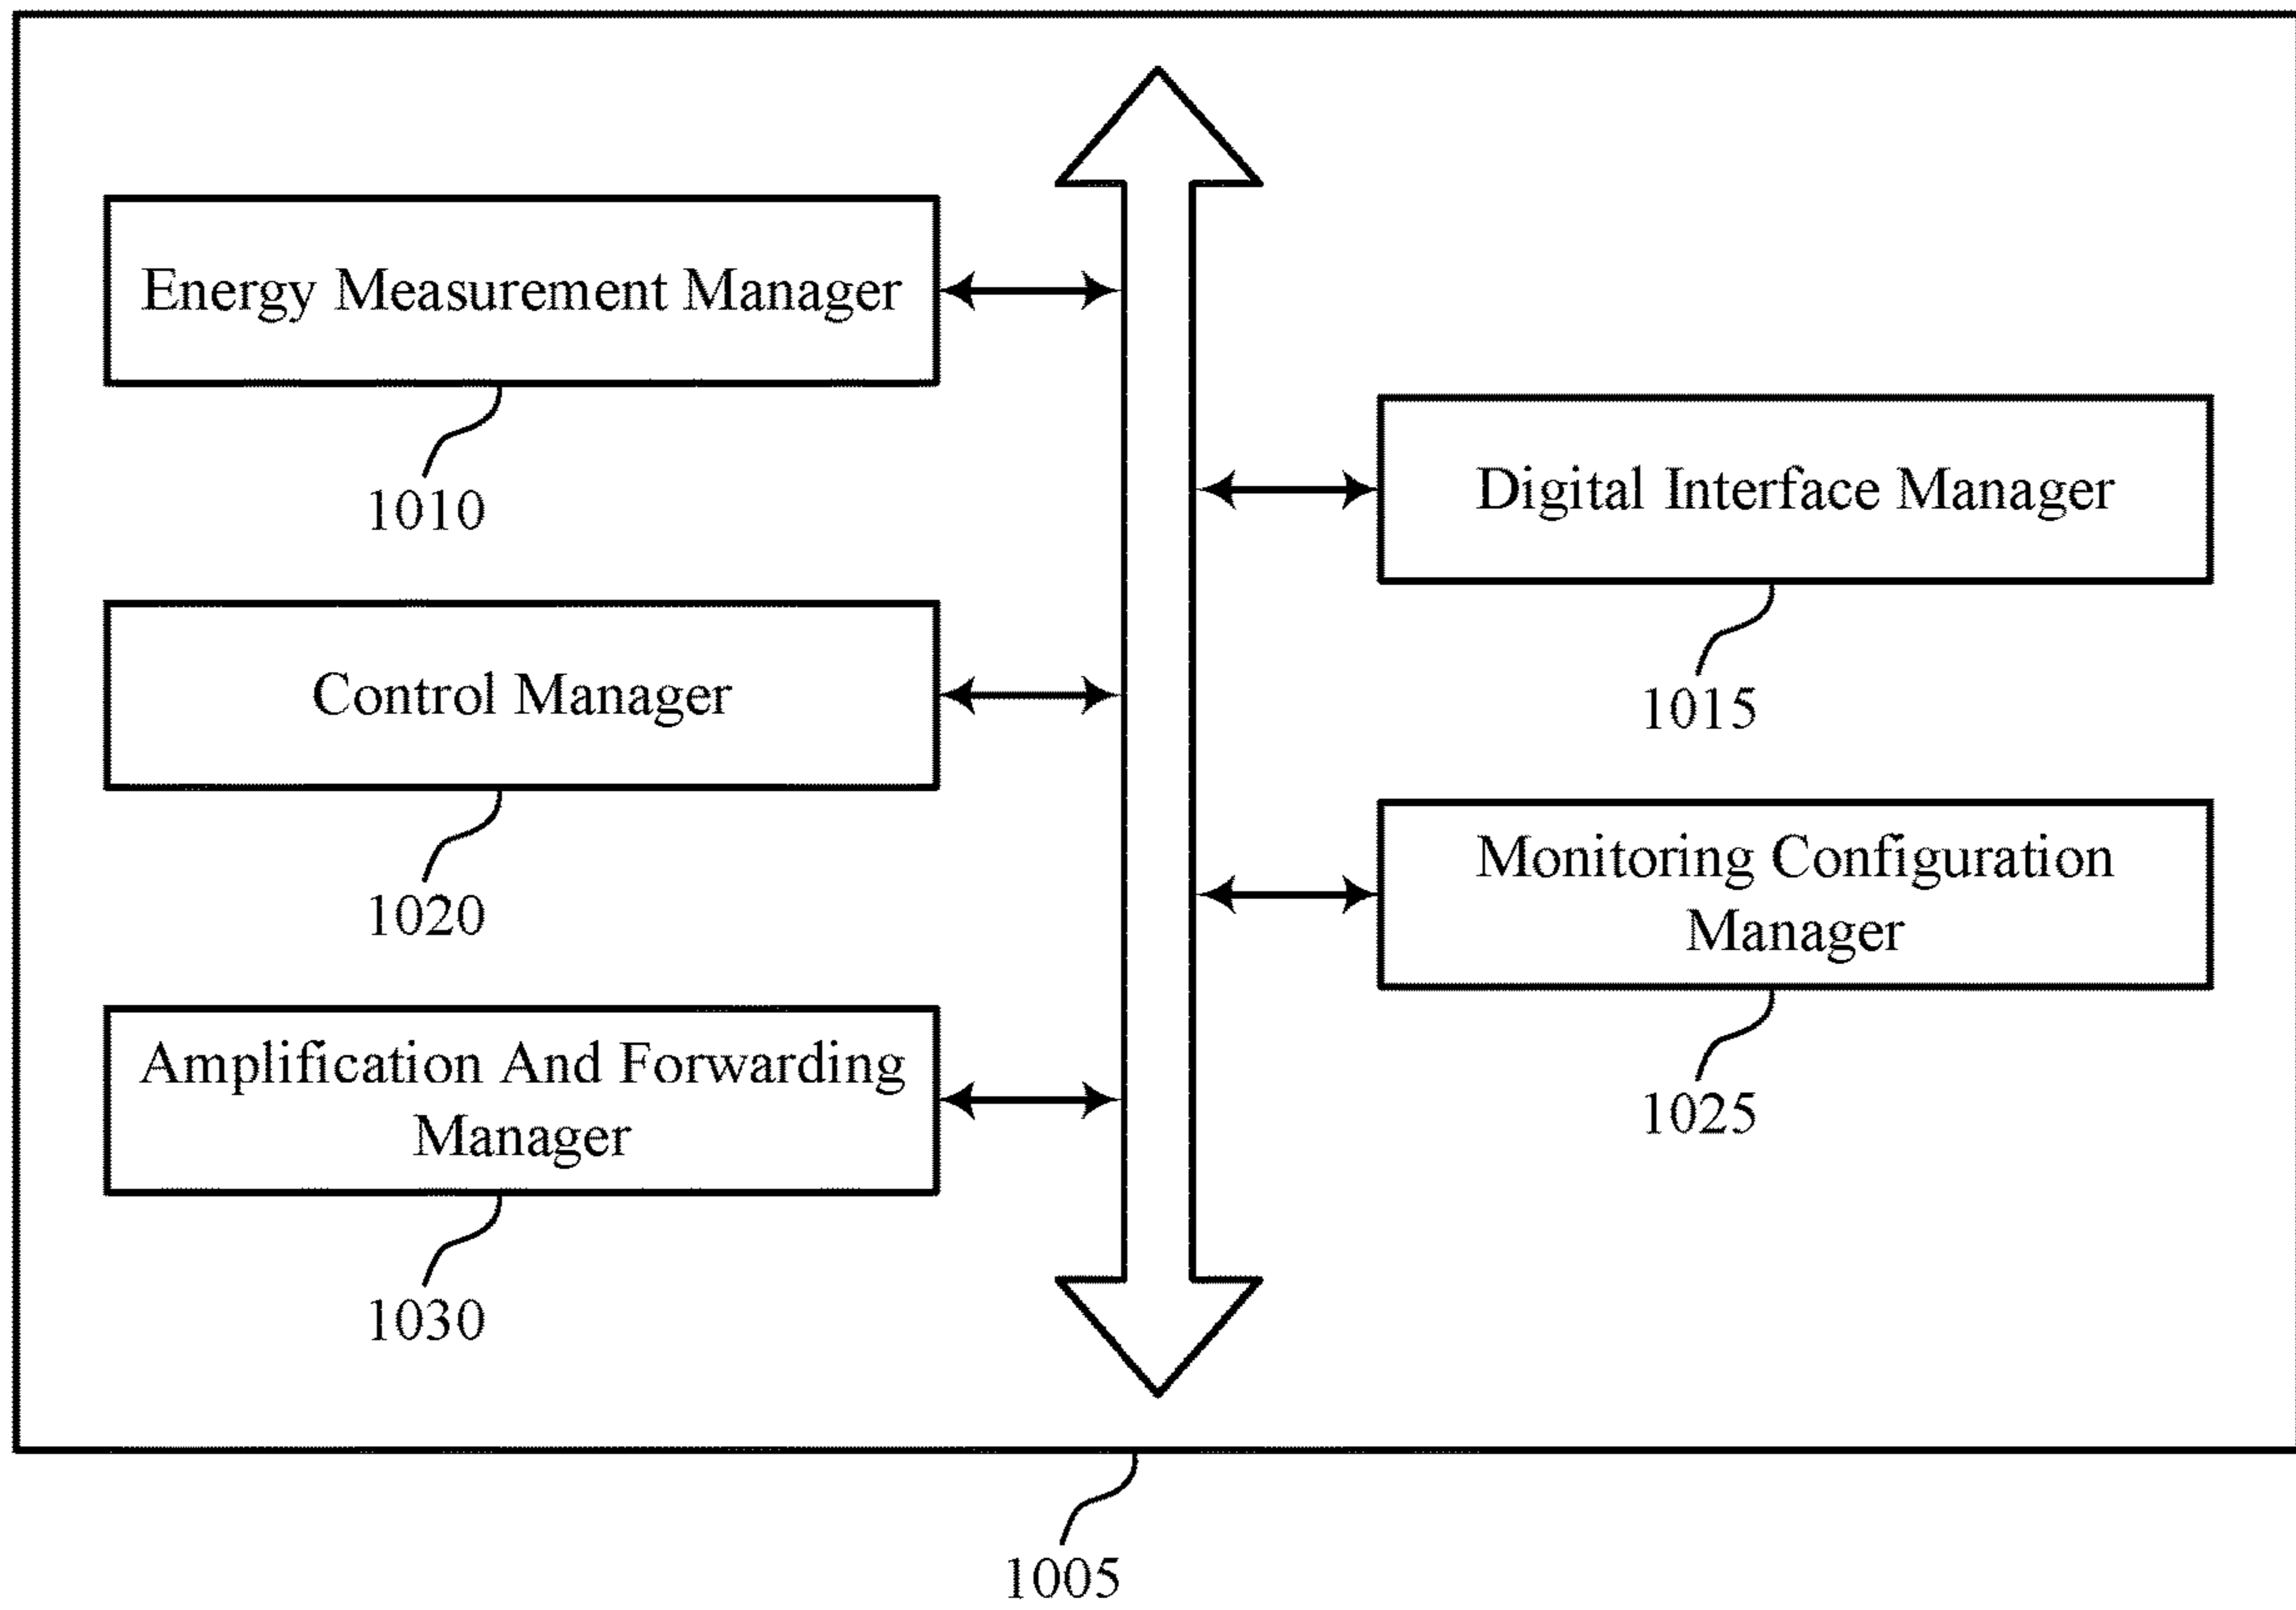 Energy Measurement Manager
1010
Digital Interface Manager
1015
Control Manager
1020
Monitoring Configuration
Manager
1025
Amplification And Forwarding
Manager
1030
1005